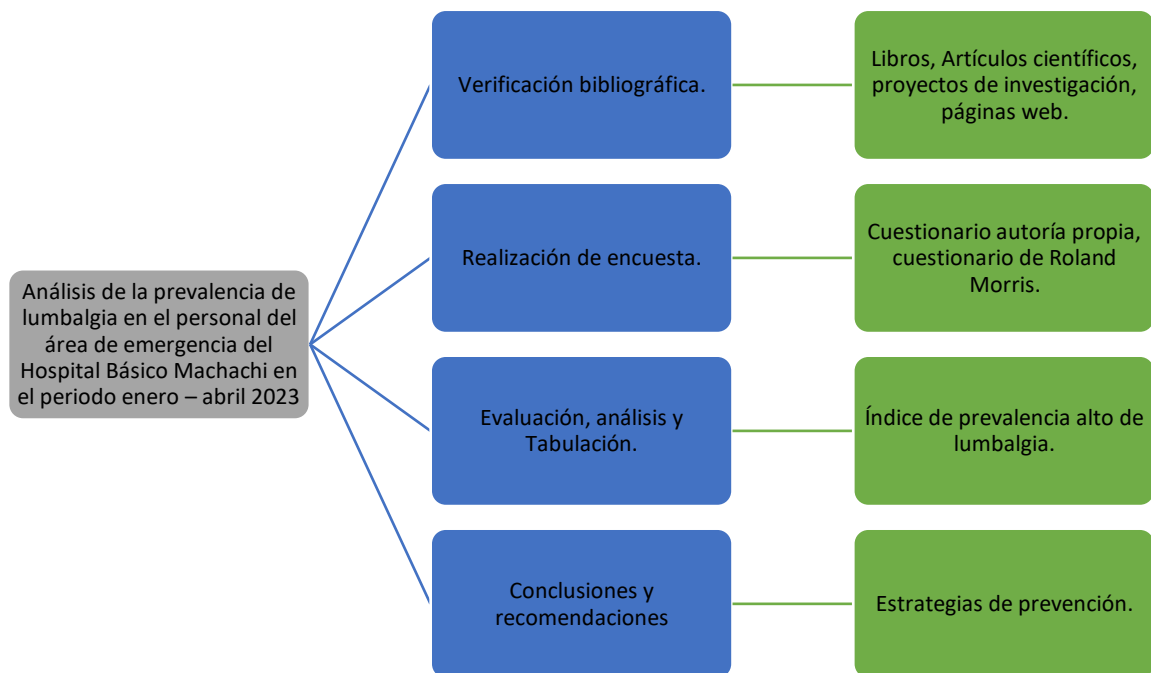 Análisis de la prevalencia de
lumbalgia en el personal del
área de emergencia del
Hospital Básico Machachi en
el periodo enero – abril 2023
Verificación bibliográfica.
Libros, Artículos científicos,
proyectos de investigación,
páginas web.
Realización de encuesta.
Cuestionario autoría propia,
cuestionario de Roland
Morris.
Evaluación, análisis y
Tabulación.
Índice de prevalencia alto de
lumbalgia.
Conclusiones y
recomendaciones
Estrategias de prevención.